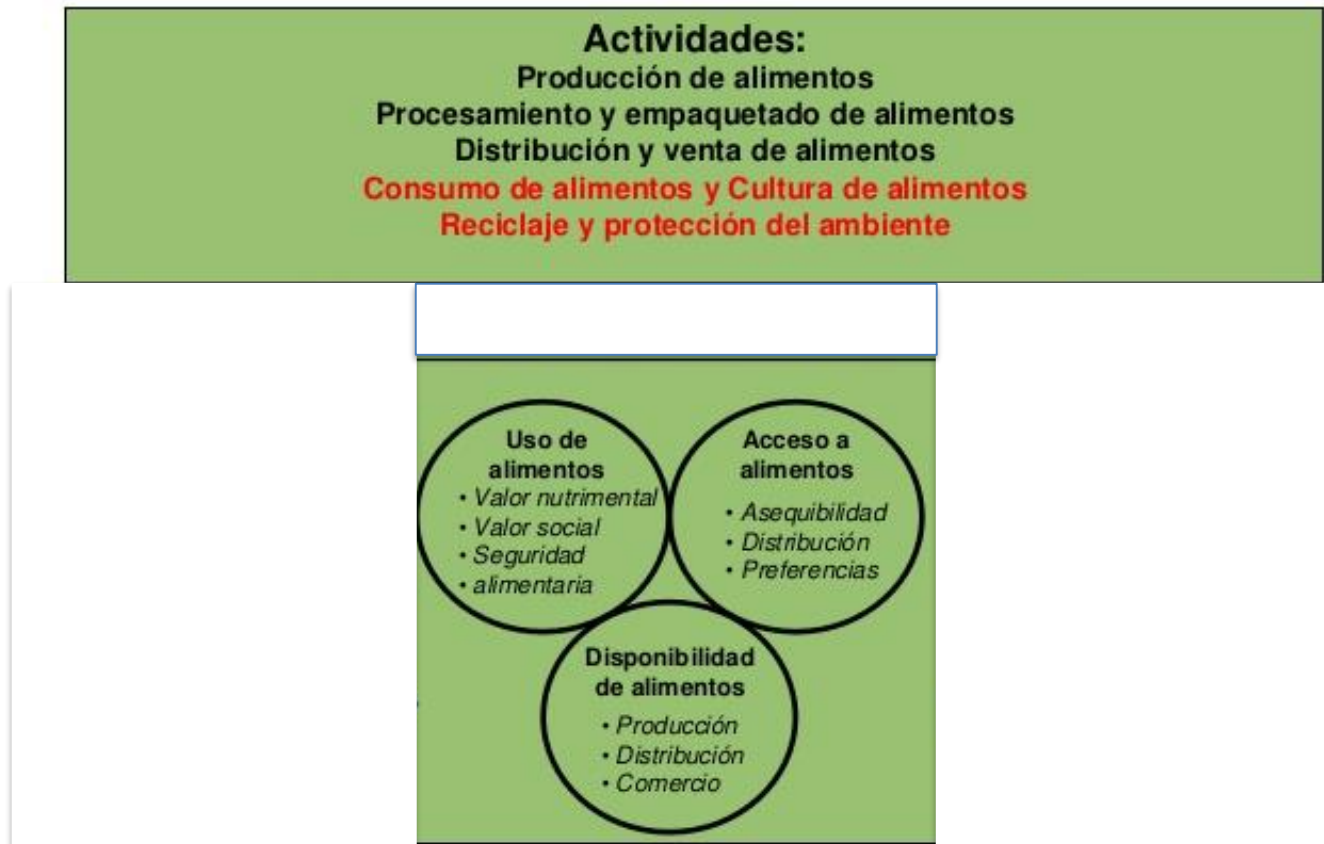 Actividades:
Producción de alimentos
Procesamiento y empaquetado de alimentos
Distribución y venta de alimentos
Consumo de alimentos y Cultura de alimentos
Reciclaje y protección del ambiente
Uso de
alimentos
• Valor nutrimental
• Valor social
• Seguridad
• alimentaria
Acceso a
alimentos
• Asequibilidad
• Distribución
• Preferencias
Disponibilidad
de alimentos
• Producción
• Distribución
• Comercio